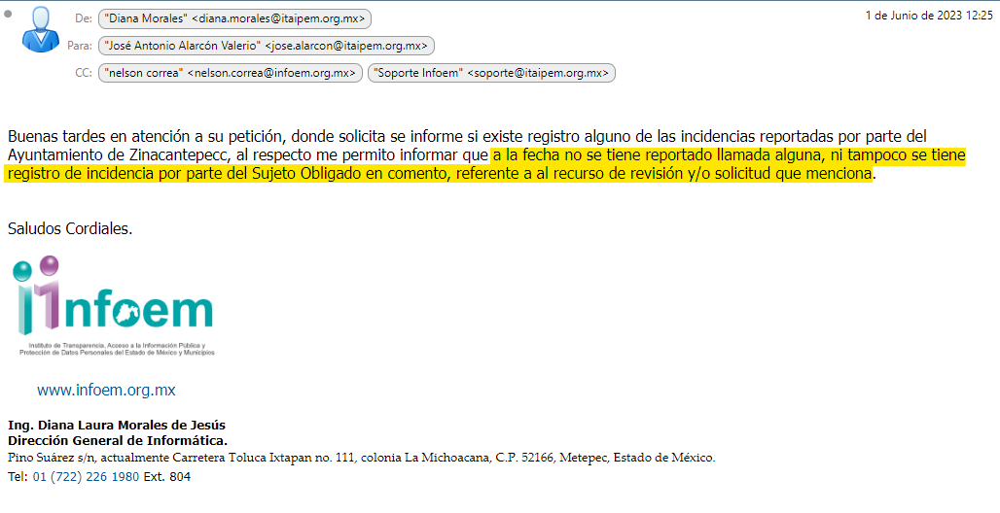 De: "Diana Morales" <diana.morales@itaipem.org.mx>
1 de Junio de 2023 12:25
Para: "José Antonio Alarcón Valerio" <jose.alarcon@itaipem.org.mx>
CC: "nelson correa" <nelson.correa@infoem.org.mx> "Soporte Infoem" <soporte@itaipem.org.mx>
Buenas tardes en atención a su petición, donde solicita se informe si existe registro alguno de las incidencias reportadas por parte del
Ayuntamiento de Zinacantepecc, al respecto me permito informar que a la fecha no se tiene reportado llamada alguna, ni tampoco se tiene
registro de incidencia por parte del Sujeto Obligado en comento, referente a al recurso de revisión y/o solicitud que menciona.
Saludos Cordiales.
infoem
Instituto de Transparencia, Acceso a la Información Pública y
Protección de Datos Personales del Estado de México y Municipios
www.infoem.org.mx
Ing. Diana Laura Morales de Jesús
Dirección General de Informática.
Pino Suárez s/n, actualmente Carretera Toluca Ixtapan no. 111, colonia La Michoacana, C.P. 52166, Metepec, Estado de México.
Tel: 01 (722) 226 1980 Ext. 804